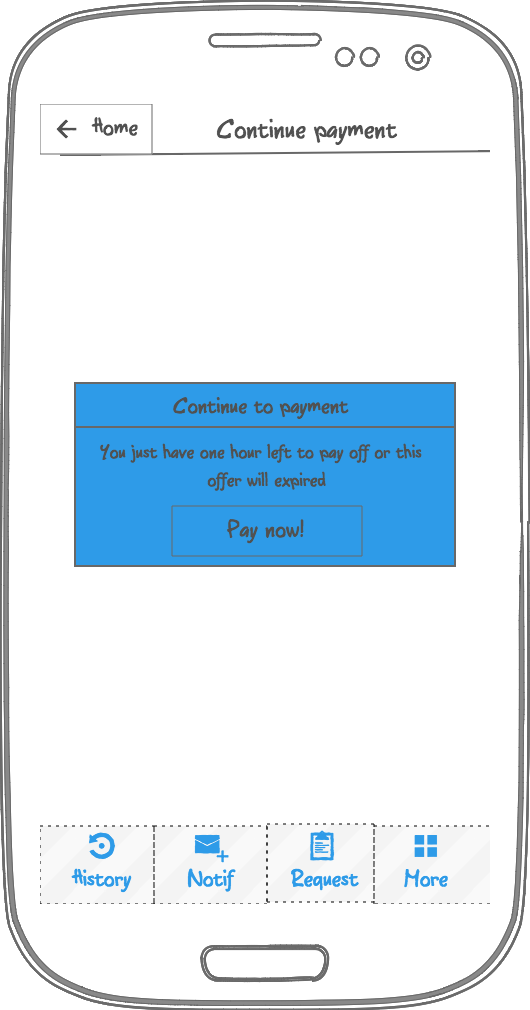 Home
Continue payment
Continue to payment
You just have one hour left to pay off or this
offer will expired
Pay now!
History
Notif
Request
More